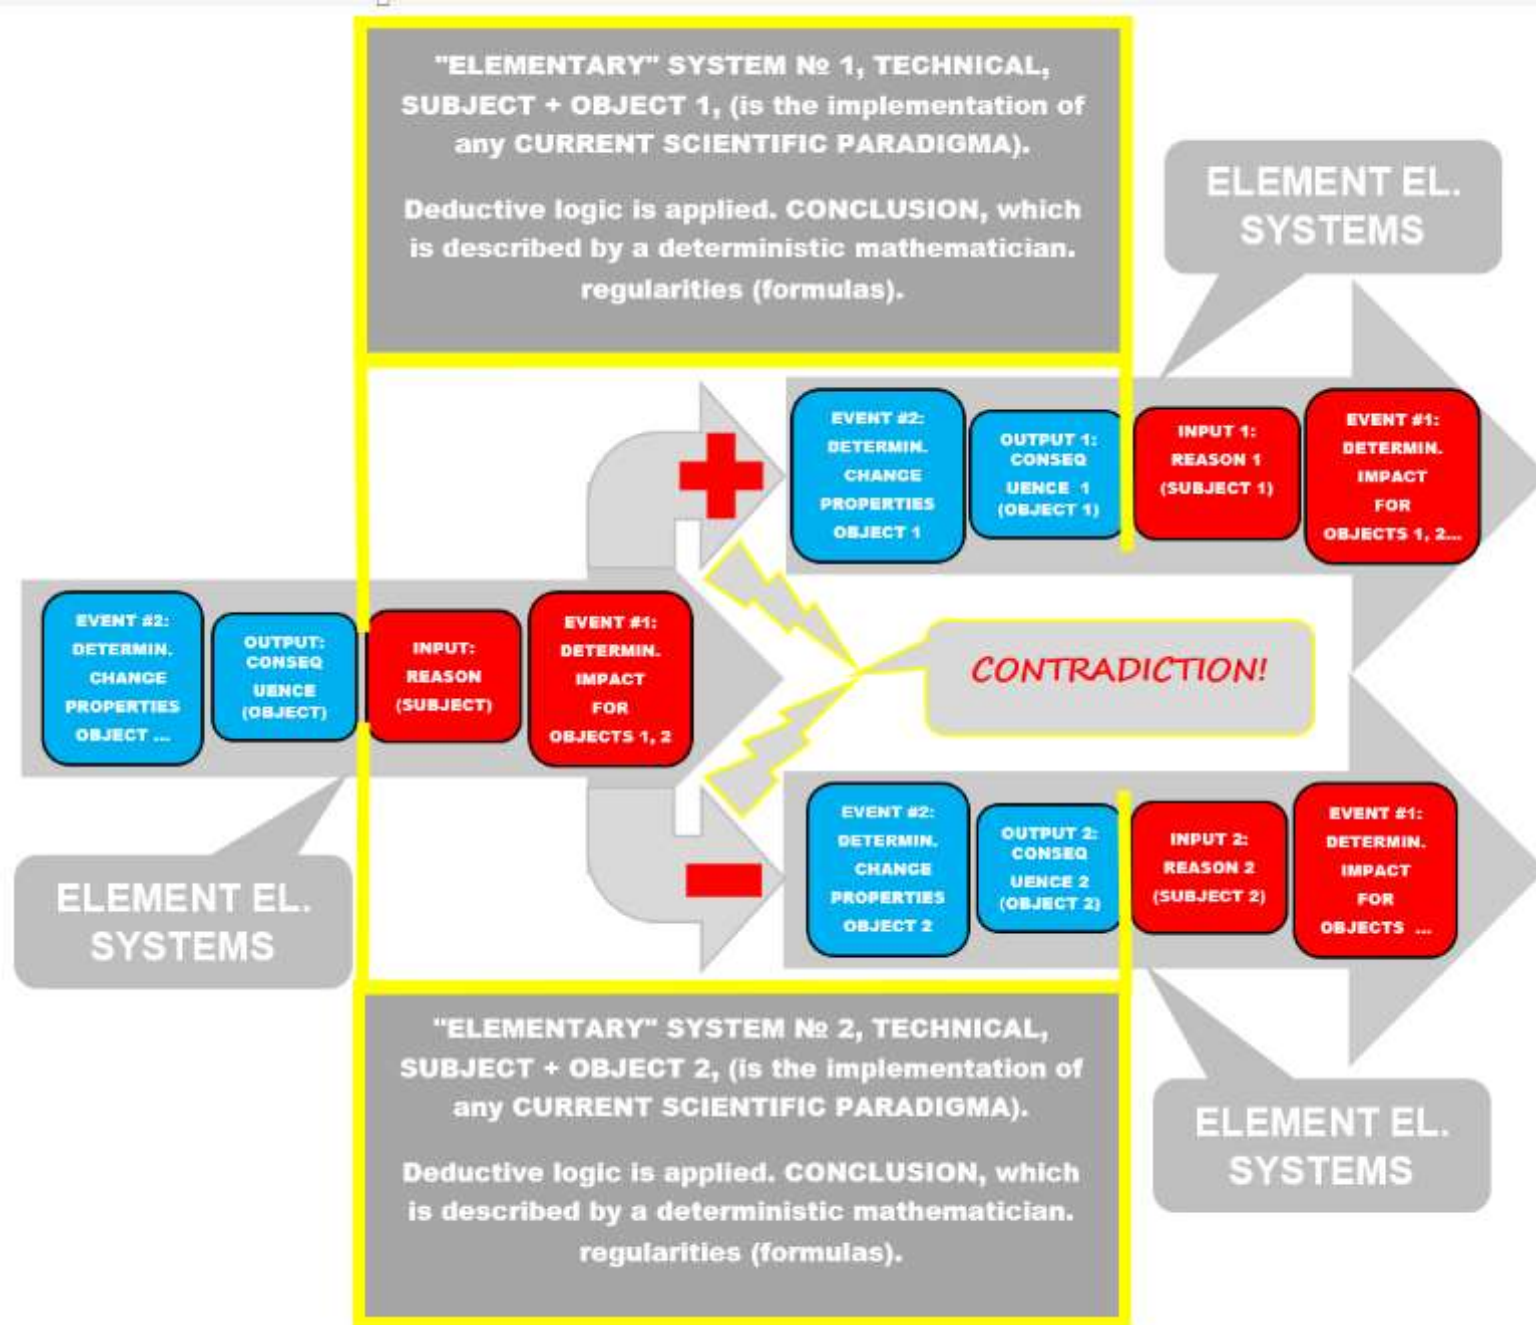 "ELEMENTARY" SYSTEM № 1, TECHNICAL,
SUBJECT + OBJECT 1, (is the implementation of
any CURRENT SCIENTIFIC PARADIGMA).
Deductive logic is applied. CONCLUSION, which
is described by a deterministic mathematician.
regularities (formulas).
ELEMENT EL.
SYSTEMS
EVENT #2:
DETERMIN.
CHANGE
PROPERTIES
OBJECT 1
OUTPUT 1:
CONSEQ
UENCE 1
(OBJECT 1)
INPUT 1:
REASON 1
(SUBJECT 1)
EVENT #1:
DETERMIN.
IMPACT
FOR
OBJECTS 1, 2...
EVENT #2:
DETERMIN.
CHANGE
PROPERTIES
OBJECT ...
OUTPUT:
CONSEQ
UENCE
(OBJECT)
INPUT:
REASON
(SUBJECT)
EVENT #1:
DETERMIN.
IMPACT
FOR
OBJECTS 1, 2
CONTRADICTION!
EVENT #2:
DETERMIN.
CHANGE
PROPERTIES
OBJECT 2
OUTPUT 2:
CONSEQ
UENCE 2
(OBJECT 2)
INPUT 2:
REASON 2
(SUBJECT 2)
EVENT #1:
DETERMIN.
IMPACT
FOR
OBJECTS ...
ELEMENT EL.
SYSTEMS
"ELEMENTARY" SYSTEM № 2, TECHNICAL,
SUBJECT + OBJECT 2, (is the implementation of
any CURRENT SCIENTIFIC PARADIGMA).
Deductive logic is applied. CONCLUSION, which
is described by a deterministic mathematician.
regularities (formulas).
ELEMENT EL.
SYSTEMS